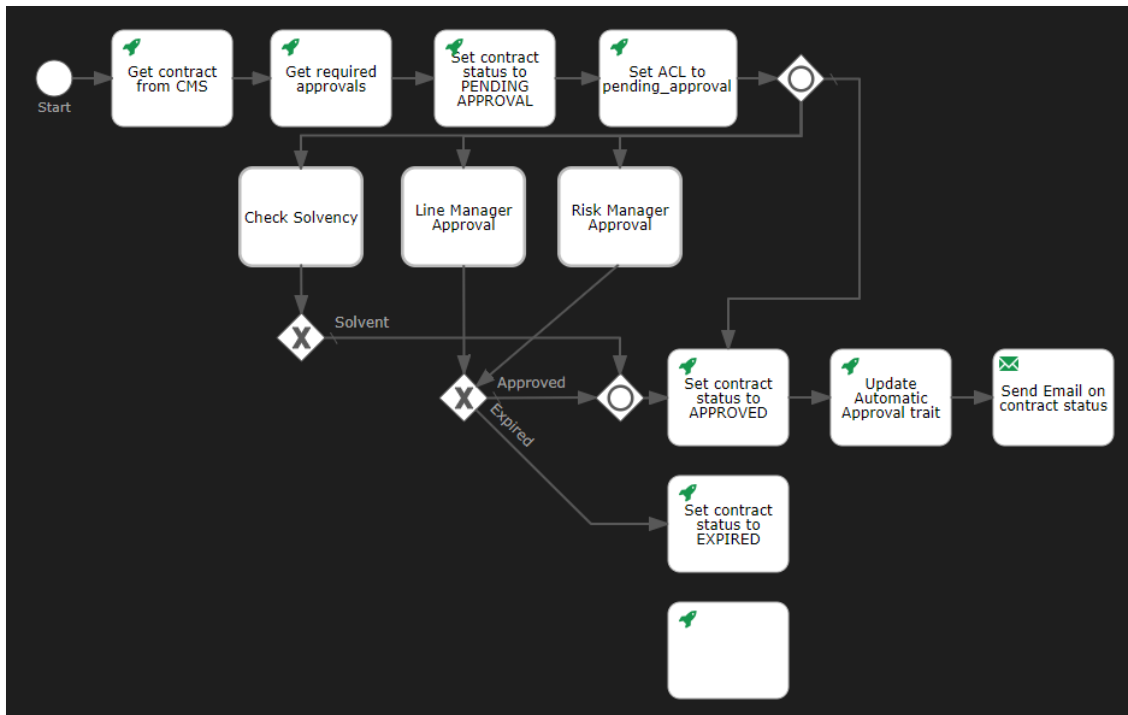 Start
Get contract
from CMS
Get required
approvals
Set contract
status to
PENDING
APPROVAL
Set ACL to
pending_approval
Check Solvency
Line Manager
Approval
Risk Manager
Approval
Solvent
Approved
Expired
Set contract
status to
APPROVED
Update
Automatic
Approval trait
Send Email on
contract status
Set contract
status to
EXPIRED